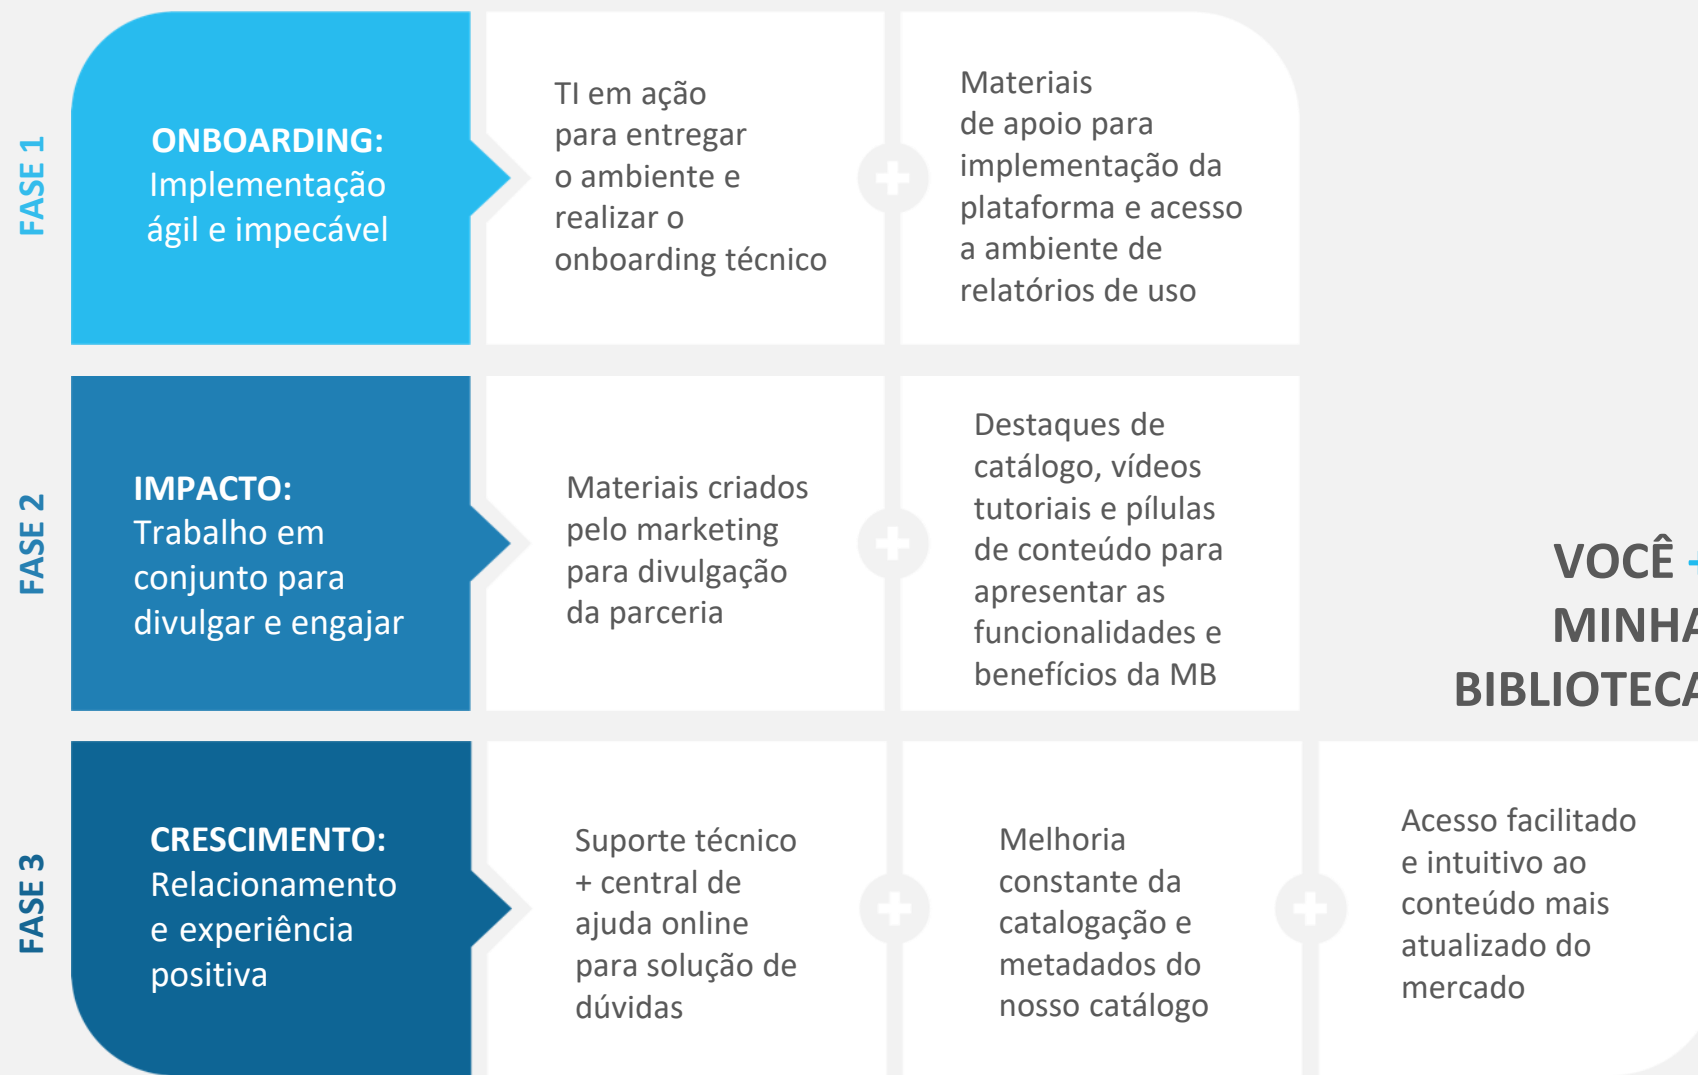 FASE 1
ONBOARDING:
Implementação
ágil e impecável
TI em ação
para entregar
o ambiente e
realizar o
onboarding técnico
Materiais
de apoio para
implementação da
plataforma e acesso
a ambiente de
relatórios de uso
FASE 2
IMPACTO:
Trabalho em
conjunto para
divulgar e engajar
Materiais criados
pelo marketing
para divulgação
da parceria
Destaques de
catálogo, vídeos
tutoriais e pílulas
de conteúdo para
apresentar as
funcionalidades e
benefícios da MB
VOCÊ +
MINHA
BIBLIOTECA
FASE 3
CRESCIMENTO:
Relacionamento
e experiência
positiva
Suporte técnico
+ central de
ajuda online
para solução de
dúvidas
Melhoria
constante da
catalogação e
metadados do
nosso catálogo
Acesso facilitado
e intuitivo ao
conteúdo mais
atualizado do
mercado